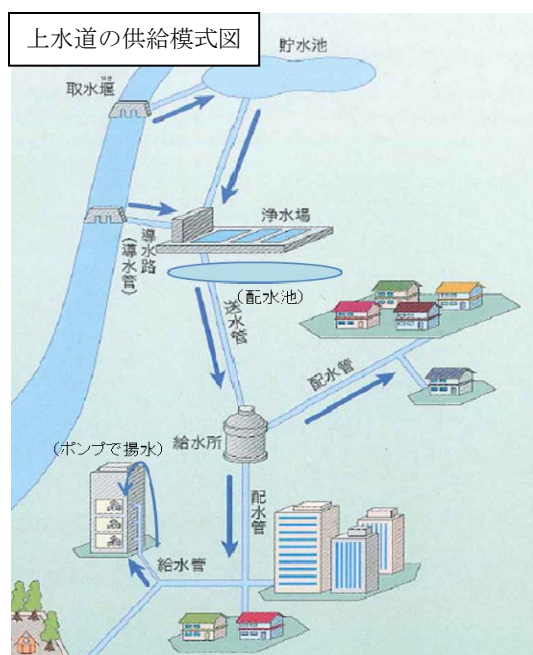 上水道の供給模式図
貯水池
取水堰
せき
浄水場
導水路
(導水管)
(配水池)
送水管
配水管
給水所
(ポンプで揚水)
配水管
給水管